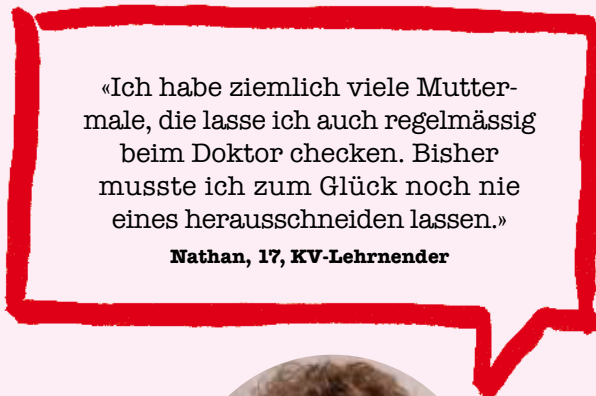 «Ich habe ziemlich viele Mutter-
male, die lasse ich auch regelmässig
beim Doktor checken. Bisher
musste ich zum Glück noch nie
eines herausschneiden lassen.»
Nathan, 17, KV-Lehrnender